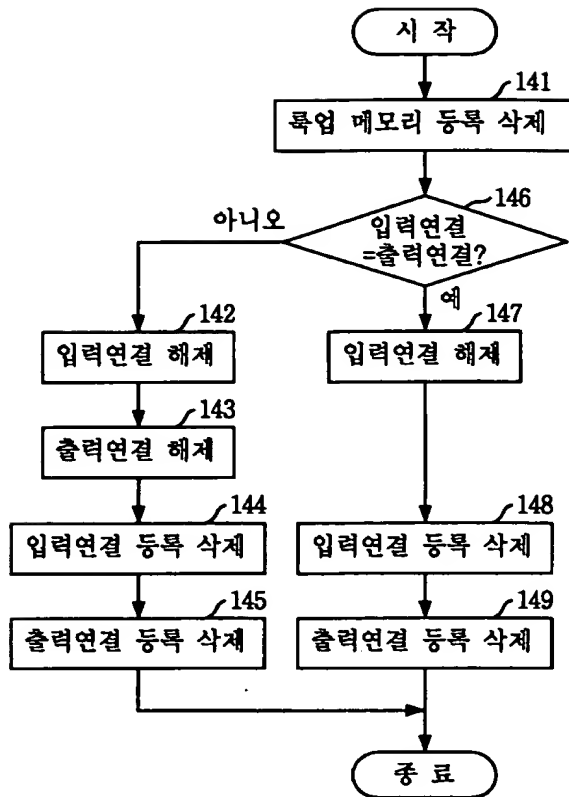 시 작
141
룩업 메모리 등록 삭제
146
입력연결
=출력연결?
아니오
예
142
입력연결 해제
147
입력연결 해제
143
출력연결 해제
144
입력연결 등록 삭제
148
입력연결 등록 삭제
145
출력연결 등록 삭제
149
출력연결 등록 삭제
종 료